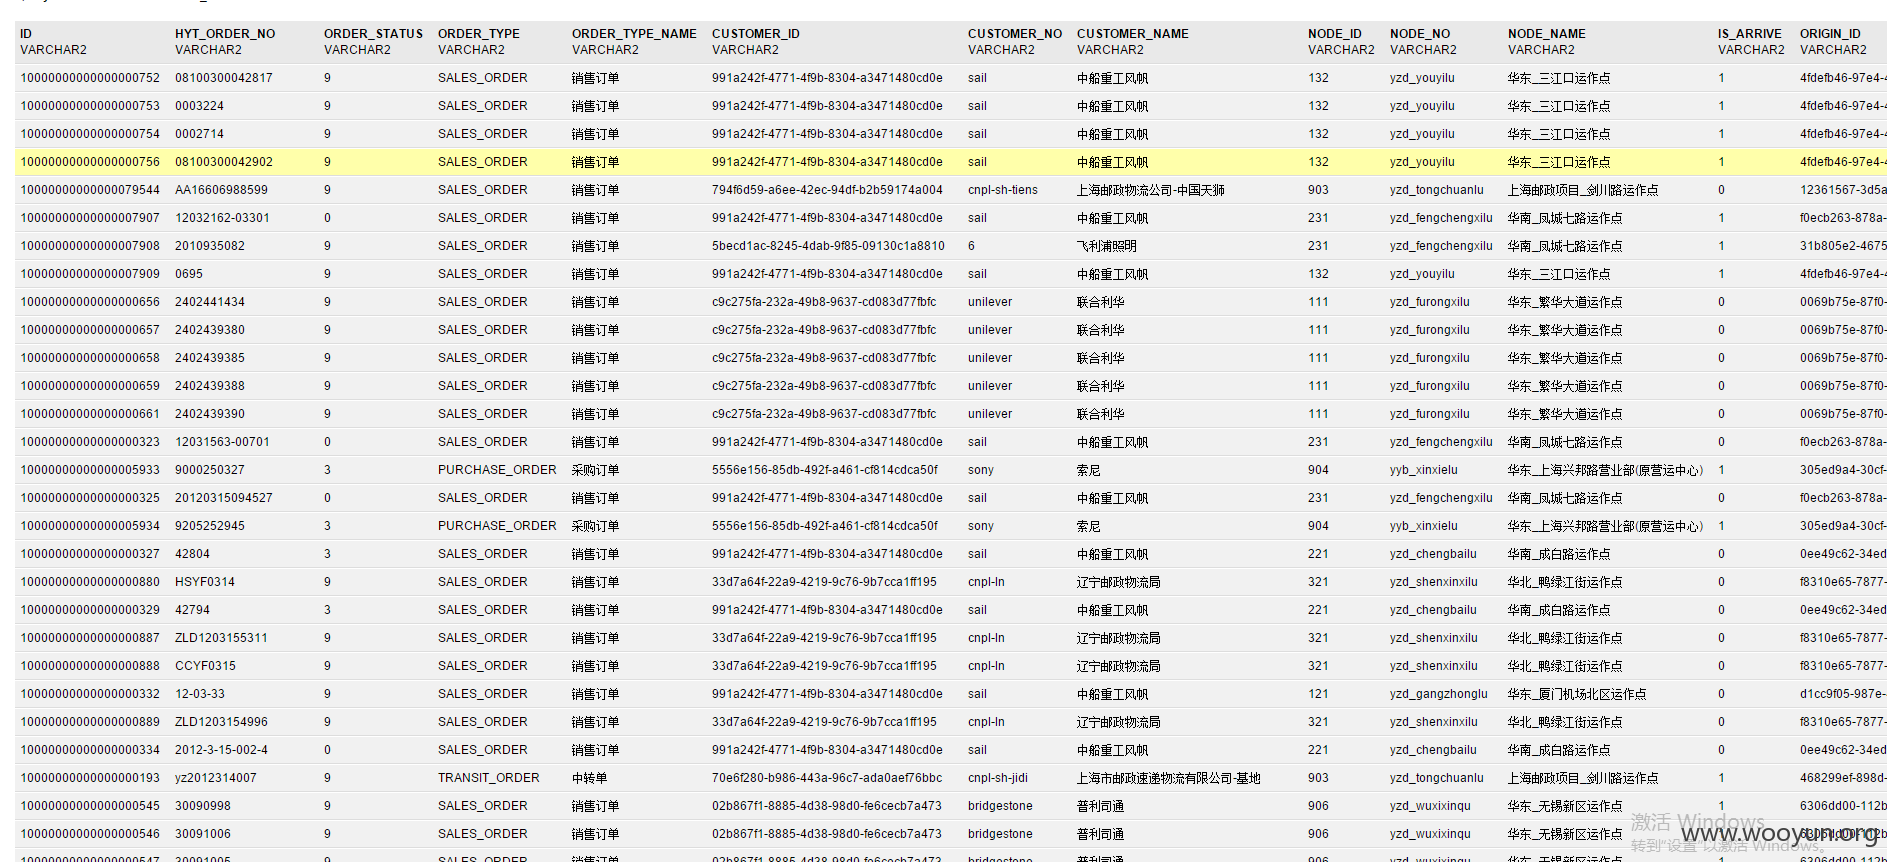 ID HYT_ORDER_NO ORDER_STATUS ORDER_TYPE ORDER_TYPE_NAME CUSTOMER_ID CUSTOMER_NO CUSTOMER_NAME NODE_ID NODE_NO NODE_NAME IS_ARRIVE ORIGIN_ID
VARCHAR2 VARCHAR2 VARCHAR2 VARCHAR2 VARCHAR2 VARCHAR2 VARCHAR2 VARCHAR2 VARCHAR2 VARCHAR2 VARCHAR2 VARCHAR2 VARCHAR2
10000000000000000752 08100300042817 9 SALES_ORDER 销售订单 991a242f-4771-4f9b-8304-a3471480cd0e sail 中船重工风帆 132 yzd_youyilu 华东_三江口运作点 1 4fdefb46-97e4-
10000000000000000753 0003224 9 SALES_ORDER 销售订单 991a242f-4771-4f9b-8304-a3471480cd0e sail 中船重工风帆 132 yzd_youyilu 华东_三江口运作点 1 4fdefb46-97e4-
10000000000000000754 0002714 9 SALES_ORDER 销售订单 991a242f-4771-4f9b-8304-a3471480cd0e sail 中船重工风帆 132 yzd_youyilu 华东_三江口运作点 1 4fdefb46-97e4-
10000000000000000756 08100300042902 9 SALES_ORDER 销售订单 991a242f-4771-4f9b-8304-a3471480cd0e sail 中船重工风帆 132 yzd_youyilu 华东_三江口运作点 1 4fdefb46-97e4-
10000000000000079544 AA16606988599 9 SALES_ORDER 销售订单 794f6d59-a6ee-42ec-94df-b2b59174a004 cnpl-sh-tiens 上海邮政物流公司-中国天狮 903 yzd_tongchuanlu 上海邮政项目_剑川路运作点 0 12361567-3d5a
10000000000000007907 12032162-03301 0 SALES_ORDER 销售订单 991a242f-4771-4f9b-8304-a3471480cd0e sail 中船重工风帆 231 yzd_fengchengxilu 华南_凤城七路运作点 1 f0ecb263-878a-
10000000000000007908 2010935082 9 SALES_ORDER 销售订单 5becd1ac-8245-4dab-9f85-09130c1a8810 6 飞利浦照明 231 yzd_fengchengxilu 华南_凤城七路运作点 1 31b805e2-4675
10000000000000007909 0695 9 SALES_ORDER 销售订单 991a242f-4771-4f9b-8304-a3471480cd0e sail 中船重工风帆 132 yzd_youyilu 华东_三江口运作点 1 4fdefb46-97e4-
10000000000000000656 2402441434 9 SALES_ORDER 销售订单 c9c275fa-232a-49b8-9637-cd083d77fbfc unilever 联合利华 111 yzd_furongxilu 华东_繁华大道运作点 0 0069b75e-87f0-
10000000000000000657 2402439380 9 SALES_ORDER 销售订单 c9c275fa-232a-49b8-9637-cd083d77fbfc unilever 联合利华 111 yzd_furongxilu 华东_繁华大道运作点 0 0069b75e-87f0-
10000000000000000658 2402439385 9 SALES_ORDER 销售订单 c9c275fa-232a-49b8-9637-cd083d77fbfc unilever 联合利华 111 yzd_furongxilu 华东_繁华大道运作点 0 0069b75e-87f0-
10000000000000000659 2402439388 9 SALES_ORDER 销售订单 c9c275fa-232a-49b8-9637-cd083d77fbfc unilever 联合利华 111 yzd_furongxilu 华东_繁华大道运作点 0 0069b75e-87f0-
10000000000000000661 2402439390 9 SALES_ORDER 销售订单 c9c275fa-232a-49b8-9637-cd083d77fbfc unilever 联合利华 111 yzd_furongxilu 华东_繁华大道运作点 0 0069b75e-87f0-
10000000000000000323 12031563-00701 0 SALES_ORDER 销售订单 991a242f-4771-4f9b-8304-a3471480cd0e sail 中船重工风帆 231 yzd_fengchengxilu 华南_凤城七路运作点 1 f0ecb263-878a-
10000000000000005933 9000250327 3 PURCHASE_ORDER 采购订单 5556e156-85db-492f-a461-cf814cdca50f sony 索尼 904 yyb_xinxielu 华东_上海兴邦路营业部(原营运中心) 1 305ed9a4-30cf-
10000000000000000325 20120315094527 0 SALES_ORDER 销售订单 991a242f-4771-4f9b-8304-a3471480cd0e sail 中船重工风帆 231 yzd_fengchengxilu 华南_凤城七路运作点 0 f0ecb263-878a-
10000000000000005934 9205252945 3 PURCHASE_ORDER 采购订单 5556e156-85db-492f-a461-cf814cdca50f sony 索尼 904 yyb_xinxielu 华东_上海兴邦路营业部(原营运中心) 1 305ed9a4-30cf-
10000000000000000327 42804 3 SALES_ORDER 销售订单 991a242f-4771-4f9b-8304-a3471480cd0e sail 中船重工风帆 221 yzd_chengbailu 华南_成白路运作点 0 0ee49c62-34ed
10000000000000000880 HSYF0314 9 SALES_ORDER 销售订单 33d7a64f-22a9-4219-9c76-9b7cca1ff195 cnpl-ln 辽宁邮政物流局 321 yzd_shenxinxilu 华北_鸭绿江街运作点 0 f8310e65-7877-
10000000000000000329 42794 3 SALES_ORDER 销售订单 991a242f-4771-4f9b-8304-a3471480cd0e sail 中船重工风帆 221 yzd_chengbailu 华南_成白路运作点 0 0ee49c62-34ed
10000000000000000887 ZLD1203155311 9 SALES_ORDER 销售订单 33d7a64f-22a9-4219-9c76-9b7cca1ff195 cnpl-ln 辽宁邮政物流局 321 yzd_shenxinxilu 华北_鸭绿江街运作点 0 f8310e65-7877-
10000000000000000888 CCYF0315 9 SALES_ORDER 销售订单 33d7a64f-22a9-4219-9c76-9b7cca1ff195 cnpl-ln 辽宁邮政物流局 321 yzd_shenxinxilu 华北_鸭绿江街运作点 0 f8310e65-7877-
10000000000000000332 12-03-33 9 SALES_ORDER 销售订单 991a242f-4771-4f9b-8304-a3471480cd0e sail 中船重工风帆 121 yzd_gangzhonglu 华东_厦门机场北区运作点 0 d1cc9f05-987e-
10000000000000000889 ZLD1203154996 9 SALES_ORDER 销售订单 33d7a64f-22a9-4219-9c76-9b7cca1ff195 cnpl-ln 辽宁邮政物流局 321 yzd_shenxinxilu 华北_鸭绿江街运作点 0 f8310e65-7877-
10000000000000000334 2012-3-15-002-4 0 SALES_ORDER 销售订单 991a242f-4771-4f9b-8304-a3471480cd0e sail 中船重工风帆 221 yzd_chengbailu 华南_成白路运作点 0 0ee49c62-34ed
10000000000000000193 yz2012314007 9 TRANSIT_ORDER 中转单 70e6f280-b986-443a-96c7-ada0aef76bbc cnpl-sh-jidi 上海市邮政速递物流有限公司-基地 903 yzd_tongchuanlu 上海邮政项目_剑川路运作点 1 468299ef-898d-
10000000000000000545 30090998 9 SALES_ORDER 销售订单 02b867f1-8885-4d38-98d0-fe6cecb7a473 bridgestone 普利司通 906 yzd_wuxixinqu 华东_无锡新区运作点 1 6306dd00-112b
10000000000000000546 30091006 9 SALES_ORDER 销售订单 02b867f1-8885-4d38-98d0-fe6cecb7a473 bridgestone 普利司通 906 yzd_wuxixinqu 华东_无锡新区运作点 6306dd00-112b
激活 Windows
www.wooyun.org
转到"设置"以激活 Windows。